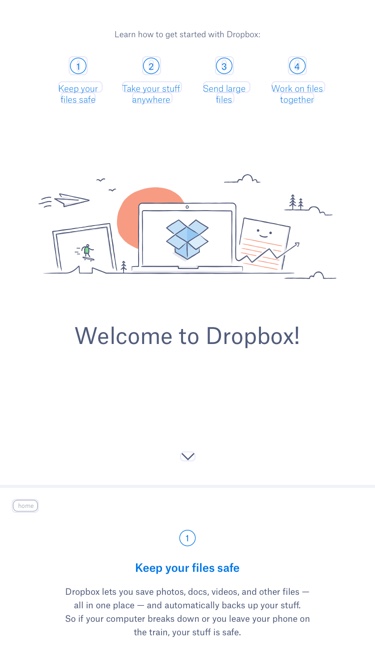 Learn how to get started with Dropbox:
1 2 3 4
Keep your Take your stuff Send large Work on files
files safe anywhere files together
Welcome to Dropbox!
home
1
Keep your files safe
Dropbox lets you save photos, docs, videos, and other files —
all in one place — and automatically backs up your stuff.
So if your computer breaks down or you leave your phone on
the train, your stuff is safe.